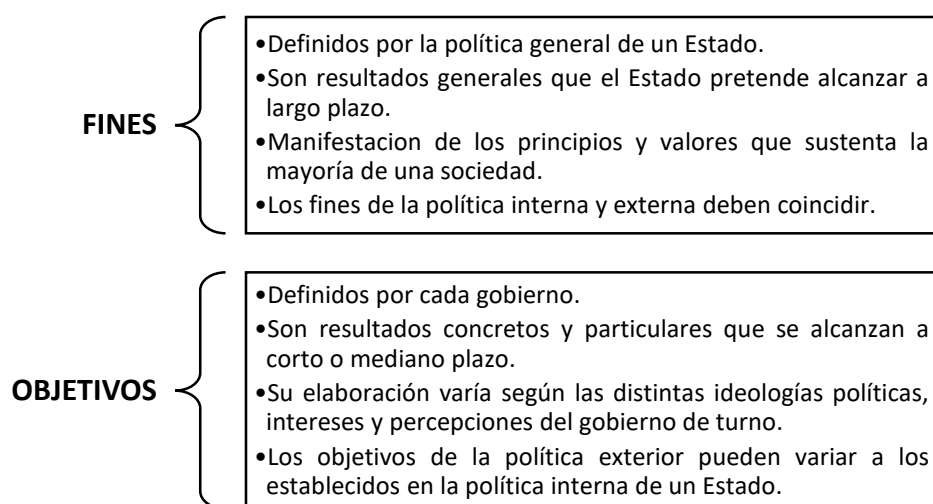 FINES
•Definidos por la política general de un Estado.
•Son resultados generales que el Estado pretende alcanzar a
largo plazo.
•Manifestacion de los principios y valores que sustenta la
mayoría de una sociedad.
•Los fines de la política interna y externa deben coincidir.
OBJETIVOS
•Definidos por cada gobierno.
•Son resultados concretos y particulares que se alcanzan a
corto o mediano plazo.
•Su elaboración varía según las distintas ideologías políticas,
intereses y percepciones del gobierno de turno.
•Los objetivos de la política exterior pueden variar a los
establecidos en la política interna de un Estado.